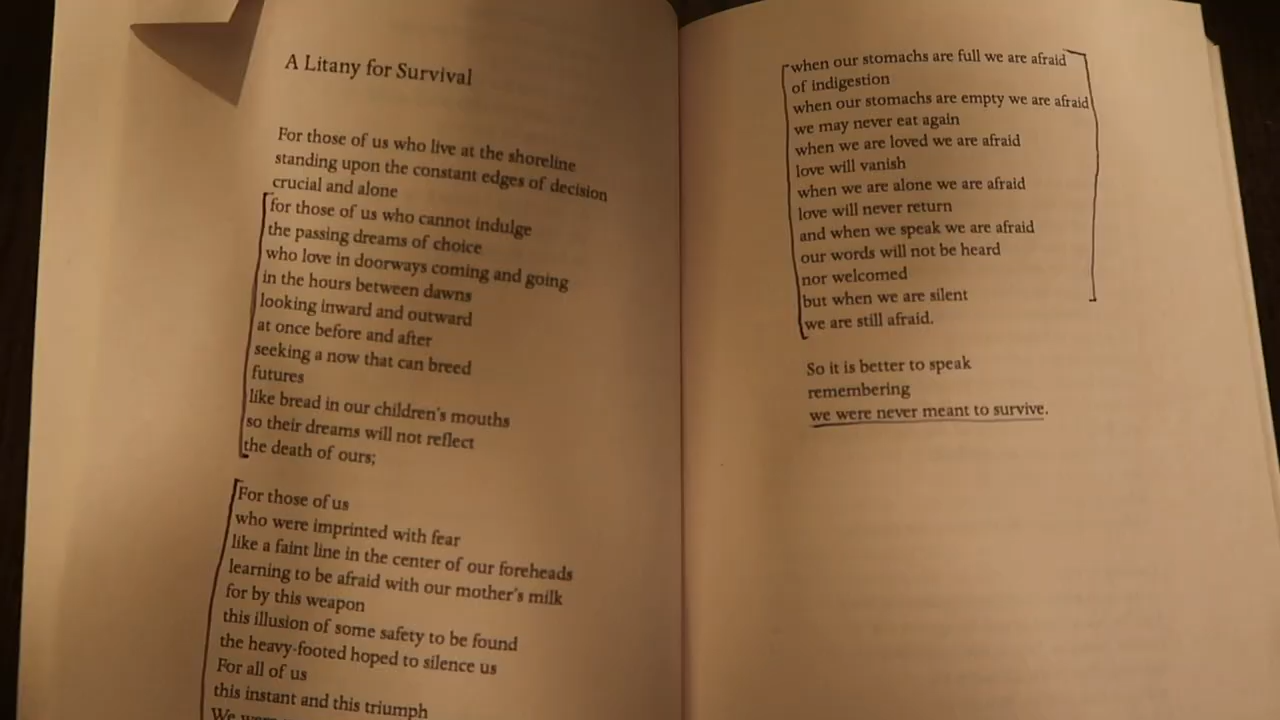 A Litany for Survival
For those of us who live at the shoreline
standing upon the constant edges of decision
crucial and alone
for those of us who cannot indulge
the passing dreams of choice
who love in doorways coming and going
in the hours between dawns
looking inward and outward
at once before and after
seeking a now that can breed
futures
like bread in our children's mouths
so their dreams will not reflect
the death of ours;
For those of us
who were imprinted with fear
like a faint line in the center of our foreheads
learning to be afraid with our mother's milk
for by this weapon
this illusion of some safety to be found
the heavy-footed hoped to silence us
For all of us
this instant and this triumph
We were
when our stomachs are full we are afraid
of indigestion
when our stomachs are empty we are afraid
we may never eat again
when we are loved we are afraid
love will vanish
when we are alone we are afraid
love will never return
and when we speak we are afraid
our words will not be heard
nor welcomed
but when we are silent
we are still afraid.
So it is better to speak
remembering
we were never meant to survive.